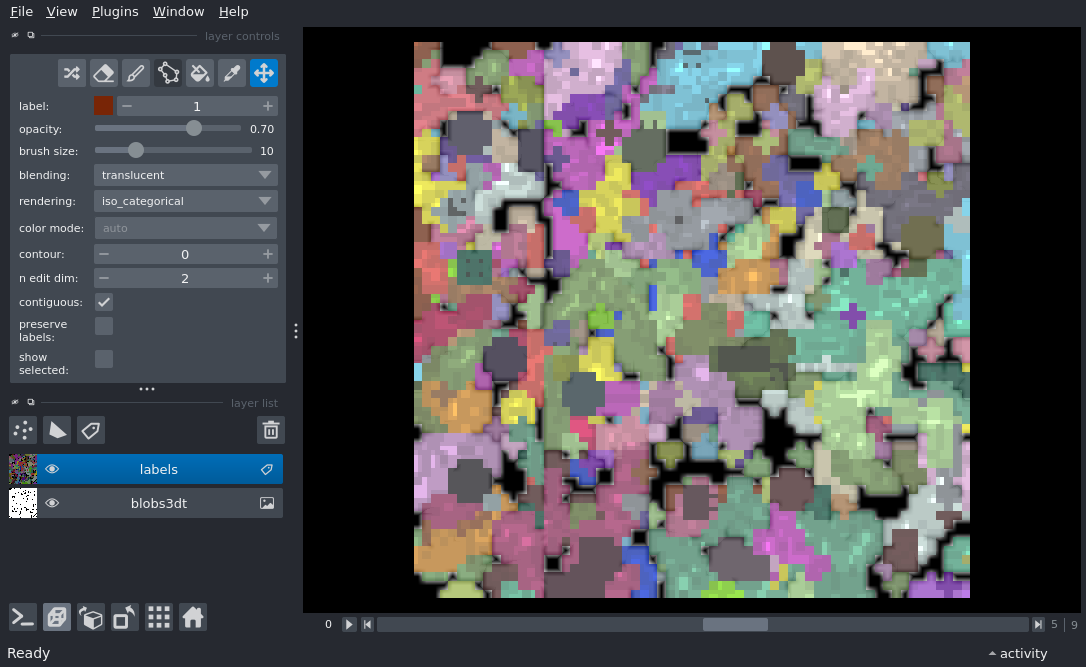 File View Plugins Window Help
layer controls
label: 1
opacity: 0.70
brush size: 10
blending: translucent
rendering: iso_categorical
color mode: auto
contour: 0
n edit dim: 2
contiguous:
preserve
labels:
show
selected:
layer list
labels
blobs3dt
0 5 9
Ready activity